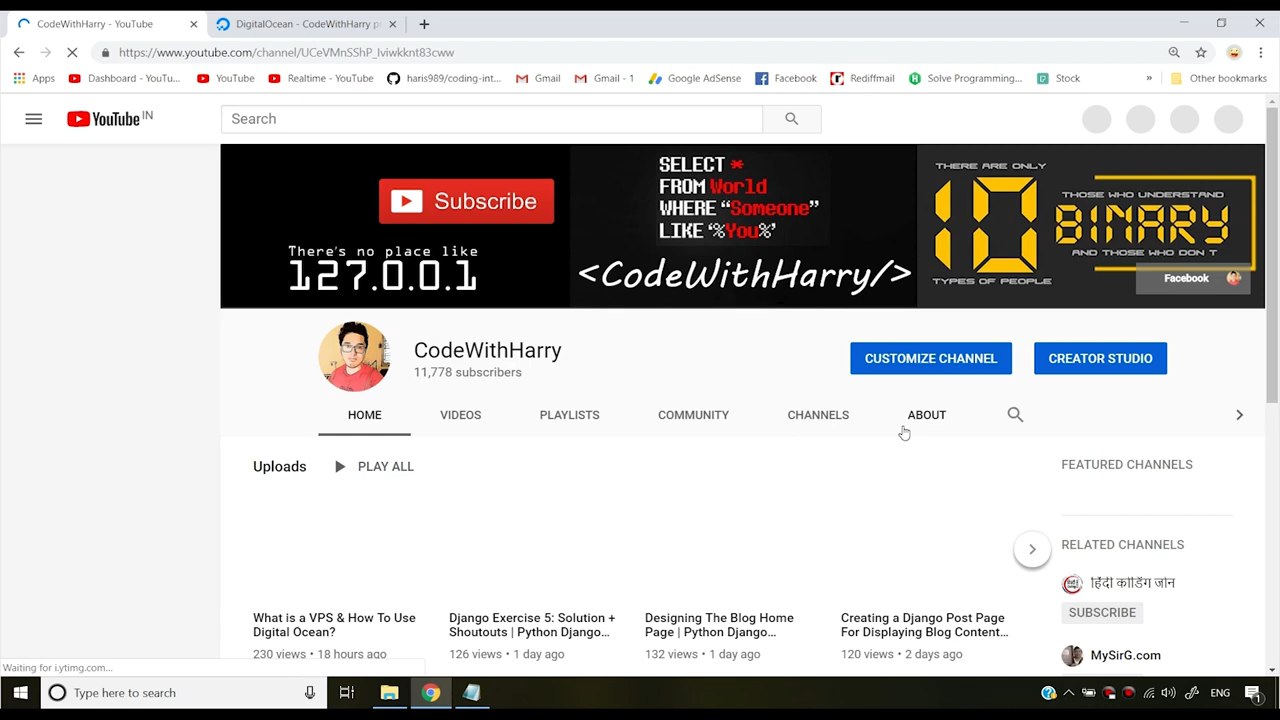 CodeWithHarry - YouTube
DigitalOcean - CodeWithHarry p
https://www.youtube.com/channel/UCeVMnSShP_Iviwkknt83cww
Apps
Dashboard - YouTu...
YouTube
Realtime - YouTube
haris989/coding-int...
Gmail
Gmail - 1
Google AdSense
Facebook
Rediffmail
Solve Programming...
Stock
»
Other bookmarks
YouTube IN
Search
Subscribe
There's no place like
127.0.0.1
SELECT *
FROM World
WHERE “Someone”
LIKE ‘%You%’
<CodeWithHarry/>
THERE ARE ONLY
10
TYPES OF PEOPLE
THOSE WHO UNDERSTAND
BINARY
AND THOSE WHO DON T
Facebook
CodeWithHarry
11,778 subscribers
CUSTOMIZE CHANNEL
CREATOR STUDIO
HOME
VIDEOS
PLAYLISTS
COMMUNITY
CHANNELS
ABOUT
Uploads
PLAY ALL
FEATURED CHANNELS
RELATED CHANNELS
हिंदी कोडिंग जोन
SUBSCRIBE
MySirG.com
What is a VPS & How To Use
Digital Ocean?
230 views • 18 hours ago
Django Exercise 5: Solution +
Shoutouts | Python Django...
126 views • 1 day ago
Designing The Blog Home
Page | Python Django...
132 views • 1 day ago
Creating a Django Post Page
For Displaying Blog Content...
120 views • 2 days ago
Waiting for i.ytimg.com...
Type here to search
ENG
1